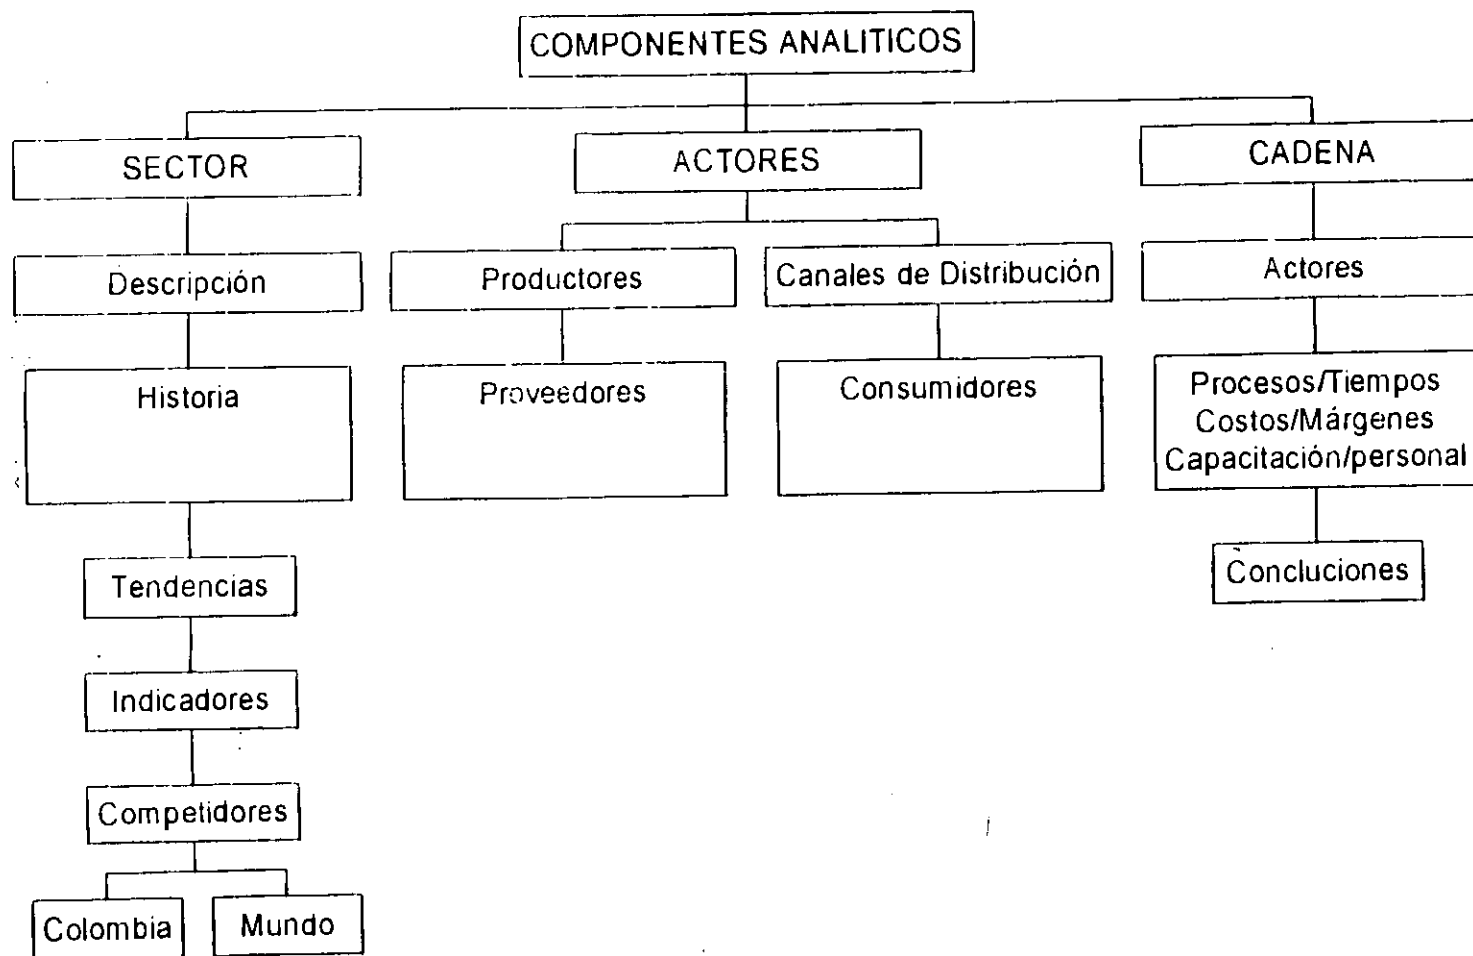 COMPONENTES ANALITICOS
SECTOR
ACTORES
CADENA
Descripción
Productores
Canales de Distribución
Actores
Historia
Proveedores
Consumidores
Procesos/Tiempos
Costos/Márgenes
Capacitación/personal
Tendencias
Concluciones
Indicadores
Competidores
Colombia
Mundo